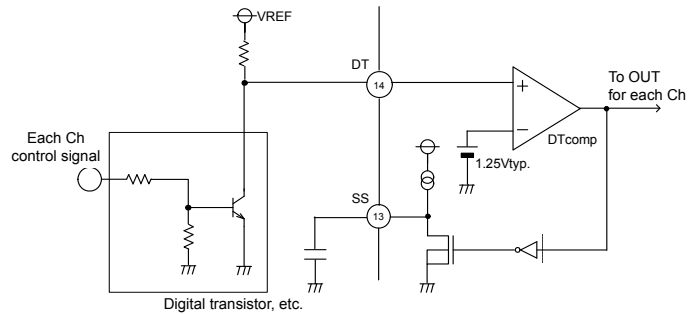 VREF
DT
14
To OUT
for each Ch
+
−
DTcomp
1.25Vtyp.
Each Ch
control signal
SS
13
Digital transistor, etc.